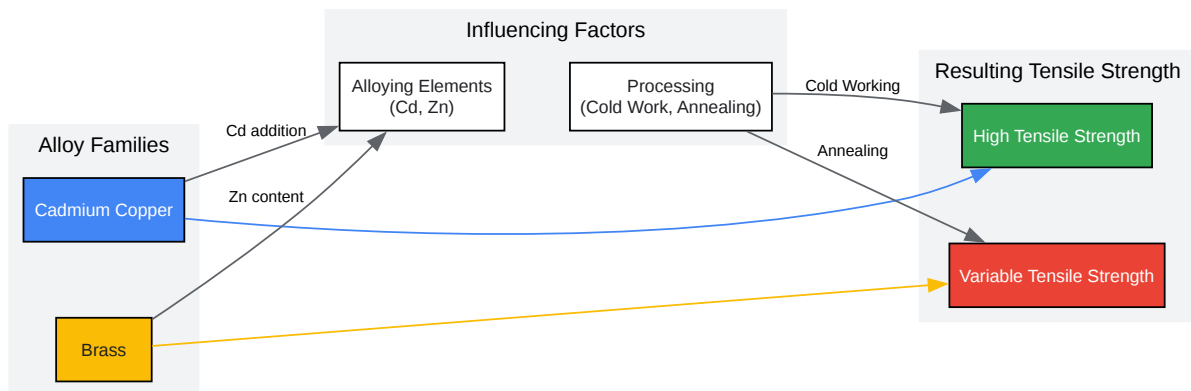 Influencing Factors
Alloying Elements
(Cd, Zn)
Processing
(Cold Work, Annealing)
Cold Working
Resulting Tensile Strength
High Tensile Strength
Annealing
Variable Tensile Strength
Alloy Families
Cd addition
Cadmium Copper
Zn content
Brass